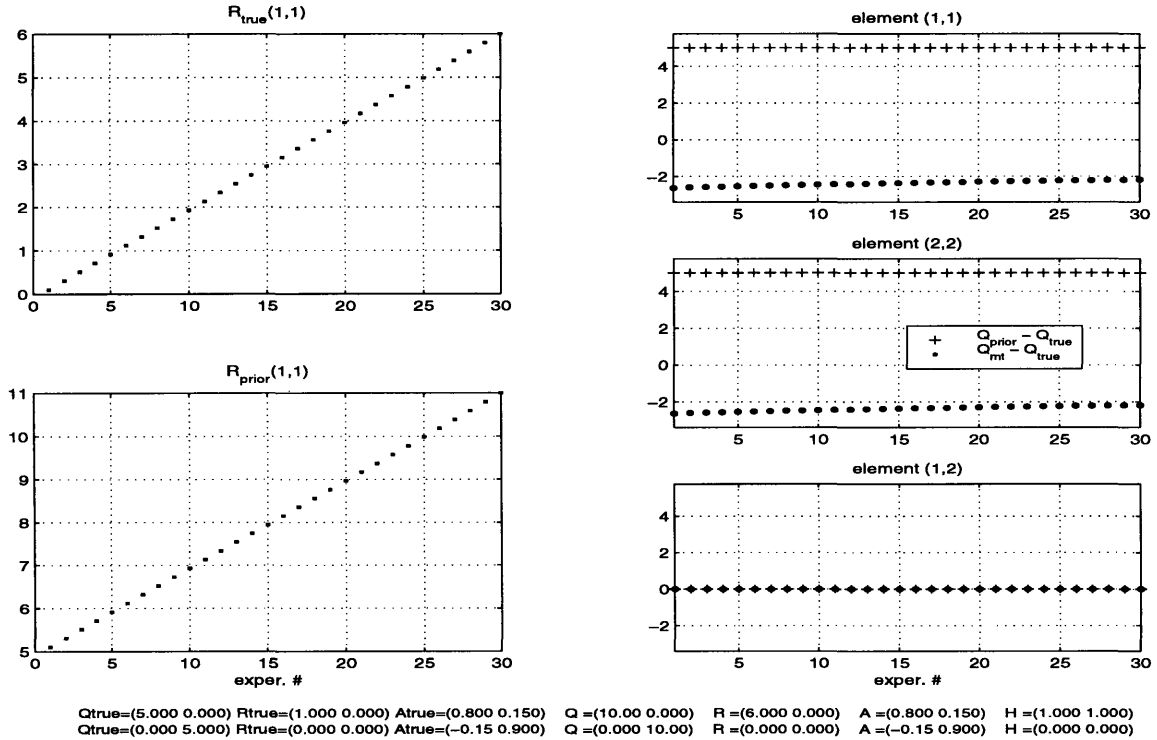 R_true(1,1)
6
5
4
3
2
1
0
0 5 10 15 20 25 30
R_prior(1,1)
11
10
9
8
7
6
5
0 5 10 15 20 25 30
exper. #
element (1,1)
4
2
0
−2
5 10 15 20 25 30
element (2,2)
4
2
0
−2
+ Q_prior − Q_true
• Q_mt − Q_true
5 10 15 20 25 30
element (1,2)
4
2
0
−2
5 10 15 20 25 30
exper. #
Qtrue=(5.000 0.000) Rtrue=(1.000 0.000) Atrue=(0.800 0.150) Q =(10.00 0.000) R =(6.000 0.000) A =(0.800 0.150) H =(1.000 1.000)
Qtrue=(0.000 5.000) Rtrue=(0.000 0.000) Atrue=(−0.15 0.900) Q =(0.000 10.00) R =(0.000 0.000) A =(−0.15 0.900) H =(0.000 0.000)